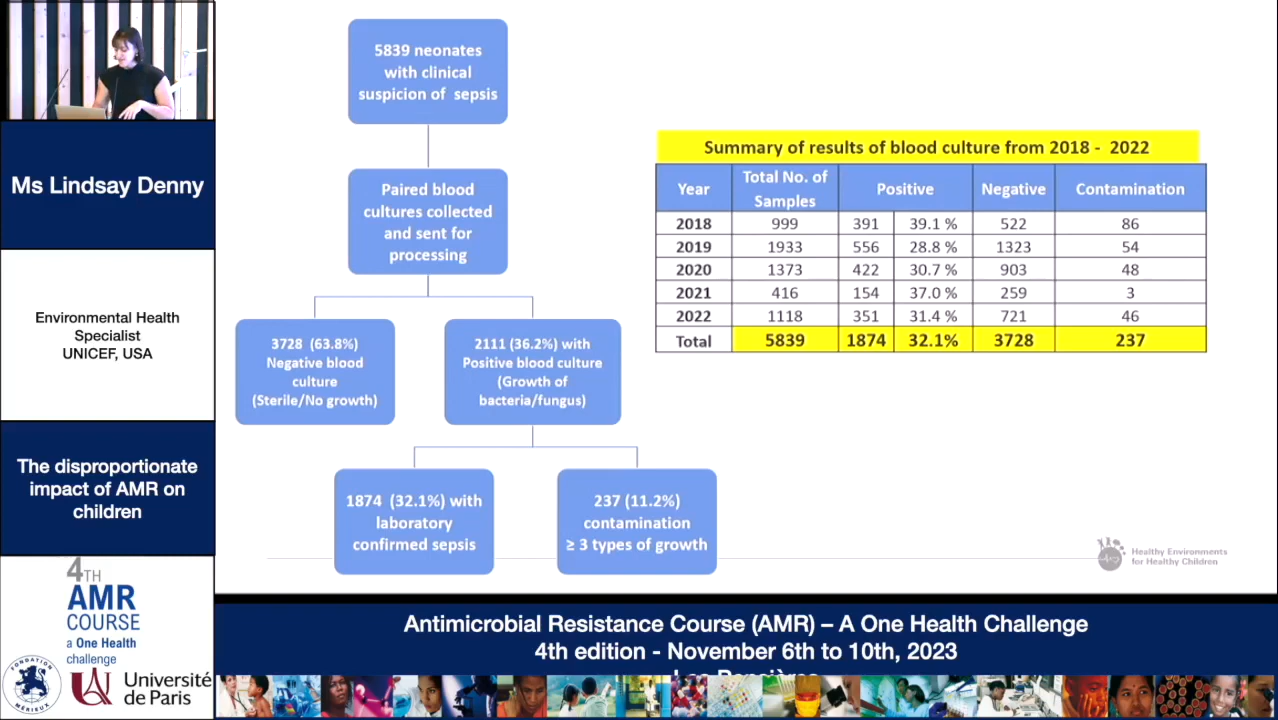 Ms Lindsay Denny
Environmental Health
Specialist
UNICEF, USA
The disproportionate
impact of AMR on
children
4TH
AMR
COURSE
a One Health
challenge
FONDATION
MÉRIEUX
Université
de Paris
5839 neonates
with clinical
suspicion of sepsis
Paired blood
cultures collected
and sent for
processing
3728 (63.8%)
Negative blood
culture
(Sterile/No growth)
2111 (36.2%) with
Positive blood culture
(Growth of
bacteria/fungus)
1874 (32.1%) with
laboratory
confirmed sepsis
237 (11.2%)
contamination
≥ 3 types of growth
Summary of results of blood culture from 2018 - 2022
Year Total No. of Samples Positive Negative Contamination
2018 999 391 39.1 % 522 86
2019 1933 556 28.8 % 1323 54
2020 1373 422 30.7 % 903 48
2021 416 154 37.0 % 259 3
2022 1118 351 31.4 % 721 46
Total 5839 1874 32.1% 3728 237
Healthy Environments
for Healthy Children
Antimicrobial Resistance Course (AMR) – A One Health Challenge
4th edition - November 6th to 10th, 2023